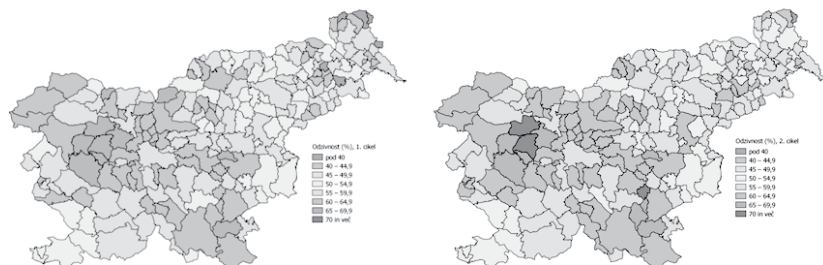 Odzivnost (%), 1. cikel
pod 40
40 – 44,9
45 – 49,9
50 – 54,9
55 – 59,9
60 – 64,9
65 – 69,9
70 in več
Odzivnost (%), 2. cikel
pod 40
40 – 44,9
45 – 49,9
50 – 54,9
55 – 59,9
60 – 64,9
65 – 69,9
70 in več